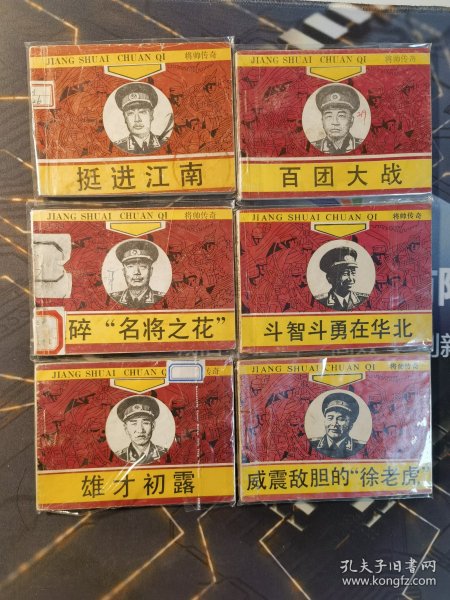 JIANG SHUAI CHUAN QI 将帅传奇
挺进江南
JIANG SHUAI CHUAN QI 将帅传奇
百团大战
JIANG SHUAI CHUAN QI 将帅传奇
碎“名将之花”
JIANG SHUAI CHUAN QI 将帅传奇
斗智斗勇在华北
JIANG SHUAI CHUAN QI 传奇
雄才初露
JIANG SHUAI CHUAN QI 将帅传奇
威震敌胆的“徐老虎”
创新
孔夫子旧书网
www.kongfz.com